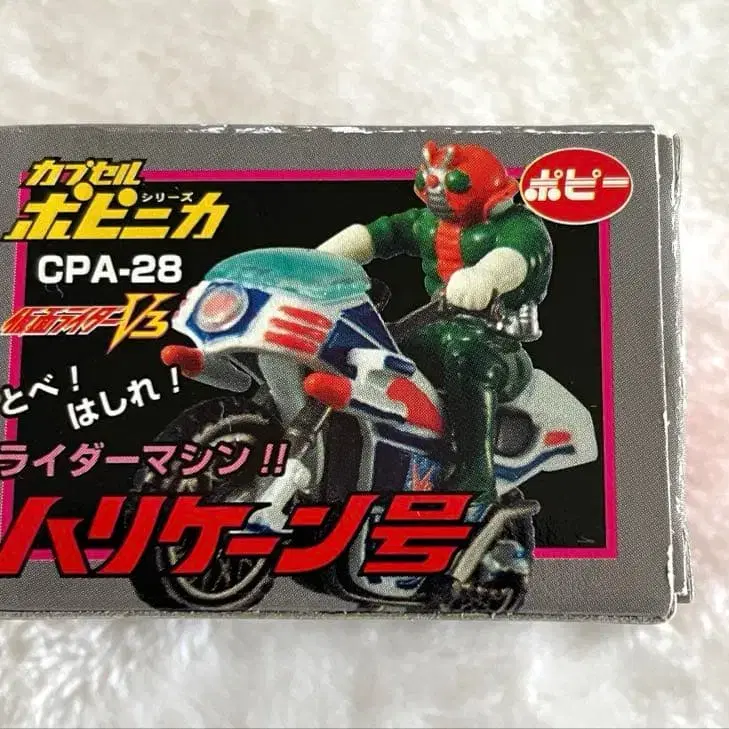 カプセル
ポピニカ
シリーズ
ポピー
CPA-28
仮面ライダーV3
とべ！
はしれ！
ライダーマシン!!
ハリケーン号